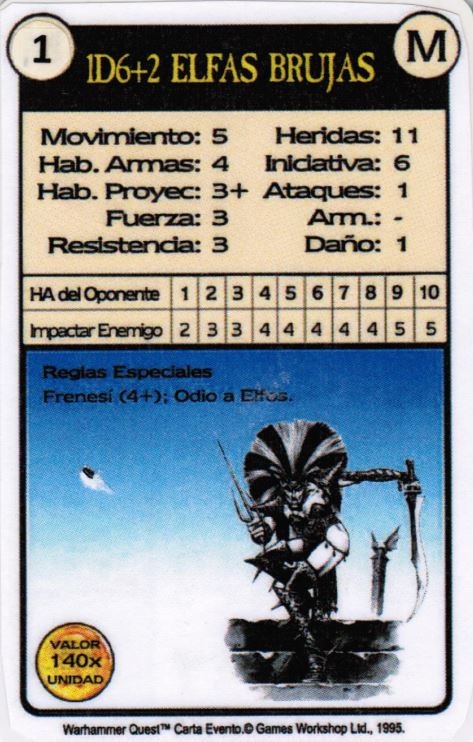 1
M
1D6+2 ELFAS BRUJAS
Movimiento: 5 Heridas: 11
Hab. Armas: 4 Iniciativa: 6
Hab. Proyec: 3+ Ataques: 1
Fuerza: 3 Arm.: -
Resistencia: 3 Daño: 1
HA del Oponente 1 2 3 4 5 6 7 8 9 10
Impactar Enemigo 2 3 3 4 4 4 4 4 5 5
Reglas Especiales
Frenesí (4+); Odio a Elfos.
VALOR
140x
UNIDAD
Warhammer Quest™ Carta Evento.© Games Workshop Ltd., 1995.